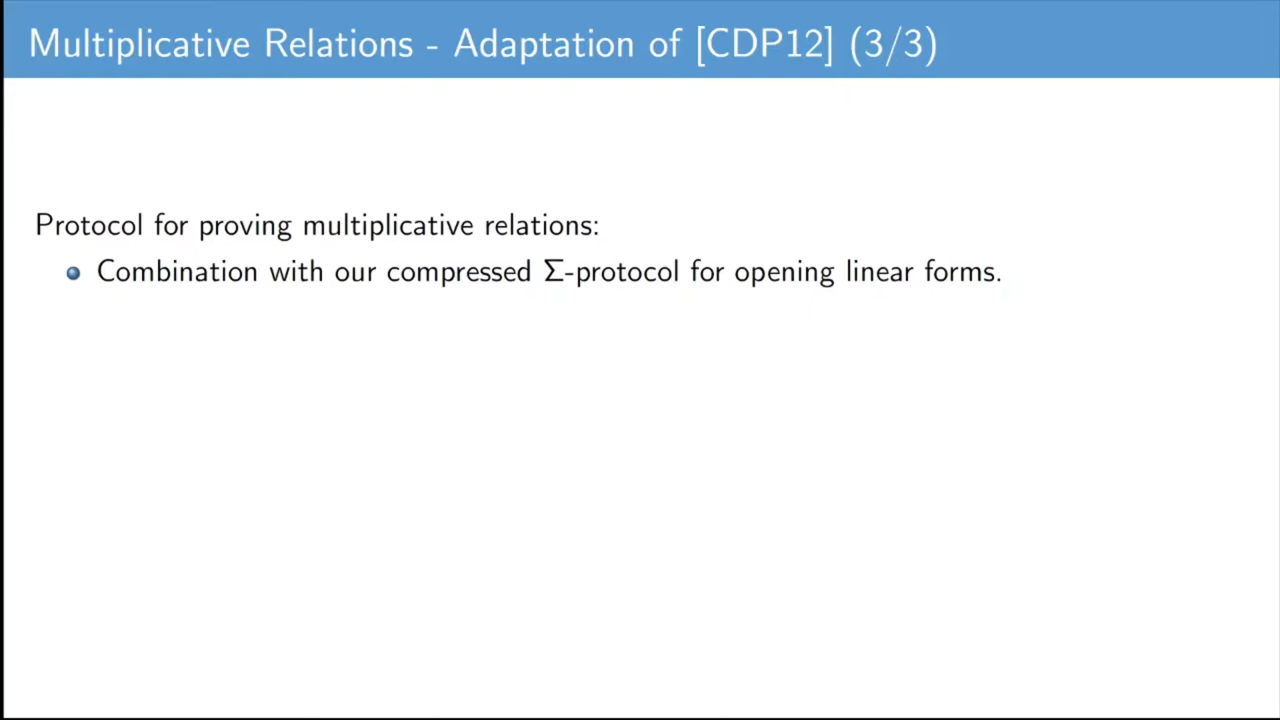 Multiplicative Relations - Adaptation of [CDP12] (3/3)
Protocol for proving multiplicative relations:
Combination with our compressed Σ-protocol for opening linear forms.